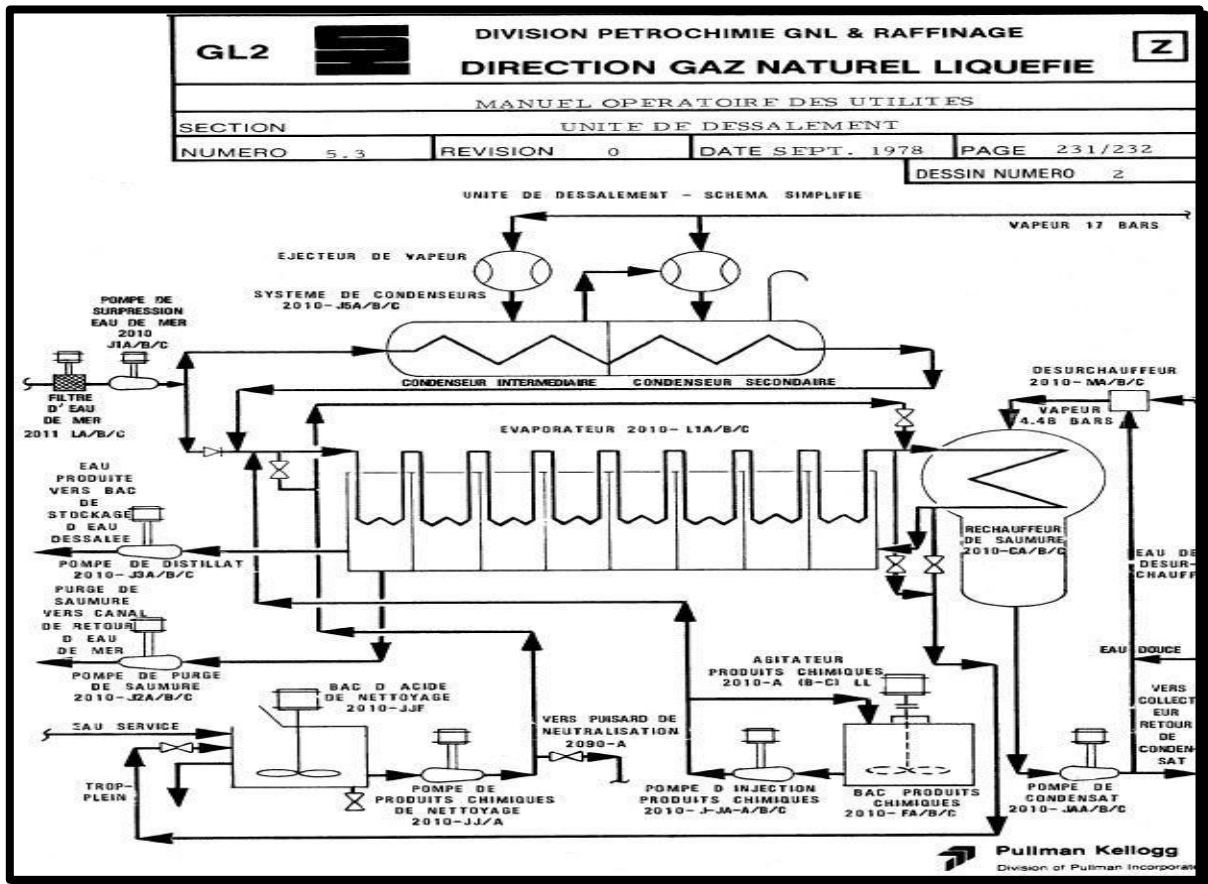 GL2
DIVISION PETROCHIMIE GNL & RAFFINAGE
Z
DIRECTION GAZ NATUREL LIQUEFIE
MANUEL OPERATOIRE DES UTILITES
SECTION UNITE DE DESSALEMENT
NUMERO 5.3 REVISION 0 DATE SEPT. 1978 PAGE 231/232
DESSIN NUMERO 2
UNITE DE DESSALEMENT - SCHEMA SIMPLIFIE
VAPEUR 17 BARS
EJECTEUR DE VAPEUR
SYSTEME DE CONDENSEURS
2010-J5A/B/C
POMPE DE
SURPRESSION
EAU DE MER
2010
J1A/B/C
CONDENSEUR INTERMEDIAIRE CONDENSEUR SECONDAIRE
FILTRE
D' EAU
DE MER
2011 LA/B/C
DESURCHAUFFEUR
2010-MA/B/C
VAPEUR
4.48 BARS
EVAPORATEUR 2010-L1A/B/C
EAU
PRODUITE
VERS BAC
DE
STOCKAGE
D EAU
DESSALEE
POMPE DE DISTILLAT
2010-J3A/B/C
RECHAUFFEUR
DE SAUMURE
2010-CA/B/C
EAU DE
DESUR-
CHAUFF
PURGE DE
SAUMURE
VERS CANAL
DE RETOUR
D EAU
DE MER
POMPE DE PURGE
DE SAUMURE
2010-J2A/B/C
EAU DOUCE
AGITATEUR
PRODUITS CHIMIQUES
2010-A (B-C) LL
BAC D ACIDE
DE NETTOYAGE
2010-JJF
VERS PUISARD DE
NEUTRALISATION
2090-A
VERS
COLLECT
EUR
RETOUR
DE
CONDEN-
SAT
EAU SERVICE
TROP-
PLEIN
POMPE DE
PRODUITS CHIMIQUES
DE NETTOYAGE
2010-JJ/A
POMPE D INJECTION
PRODUITS CHIMIQUES
2010-J-JA-A/B/C
BAC PRODUITS
CHIMIQUES
2010-FA/B/C
POMPE DE
CONDENSAT
2010-JAA/B/C
Pullman Kellogg
Division of Pullman Incorporate